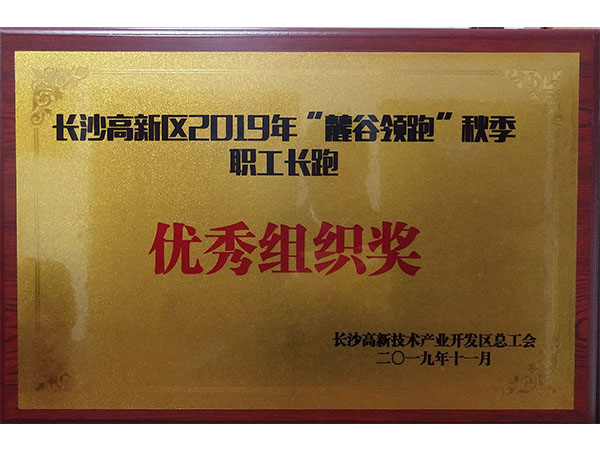 长沙高新区2019年“麓谷领跑”秋季
职工长跑
优秀组织奖
长沙高新技术产业开发区总工会
二〇一九年十一月